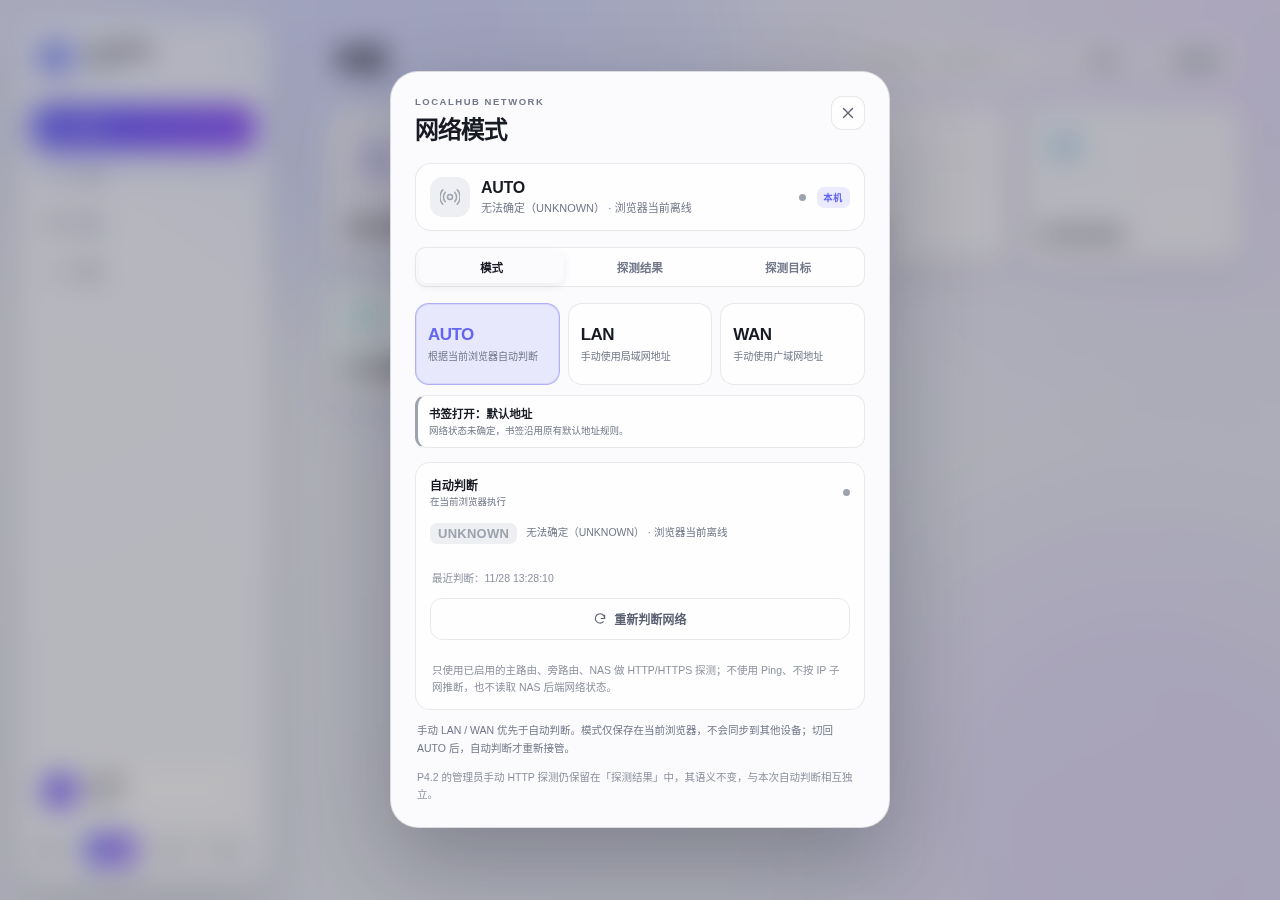 LOCALHUB NETWORK
网络模式
AUTO
无法确定（UNKNOWN） · 浏览器当前离线
本机
模式
探测结果
探测目标
AUTO
根据当前浏览器自动判断
LAN
手动使用局域网地址
WAN
手动使用广域网地址
书签打开：默认地址
网络状态未确定，书签沿用原有默认地址规则。
自动判断
在当前浏览器执行
UNKNOWN
无法确定（UNKNOWN） · 浏览器当前离线
最近判断：11/28 13:28:10
重新判断网络
只使用已启用的主路由、旁路由、NAS 做 HTTP/HTTPS 探测；不使用 Ping、不按 IP 子
网推断，也不读取 NAS 后端网络状态。
手动 LAN / WAN 优先于自动判断。模式仅保存在当前浏览器，不会同步到其他设备；切回
AUTO 后，自动判断才重新接管。
P4.2 的管理员手动 HTTP 探测仍保留在「探测结果」中，其语义不变，与本次自动判断相互独
立。